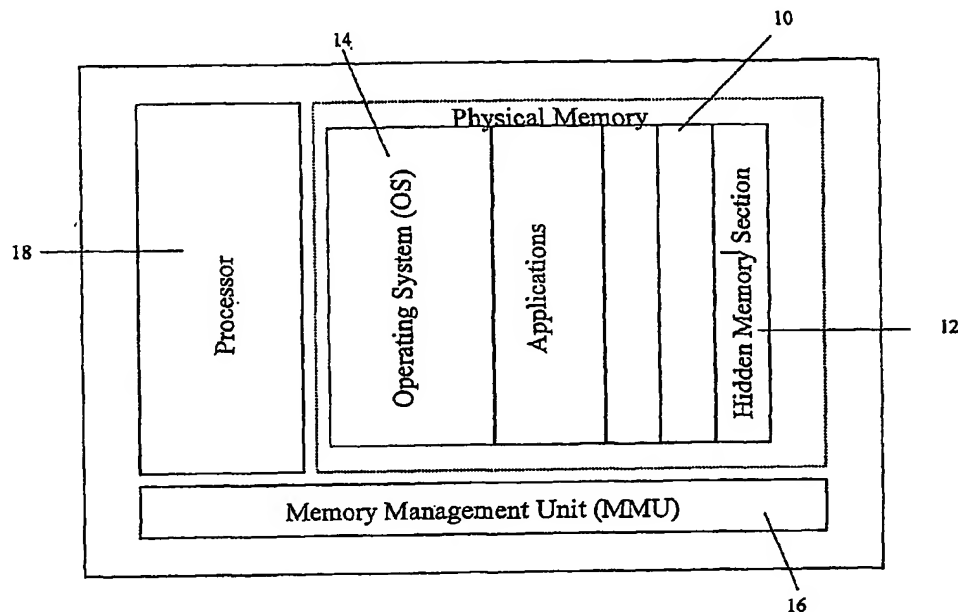 14
10
Physical Memory
18
Processor
Operating System (OS)
Applications
Hidden Memory Section
12
Memory Management Unit (MMU)
16